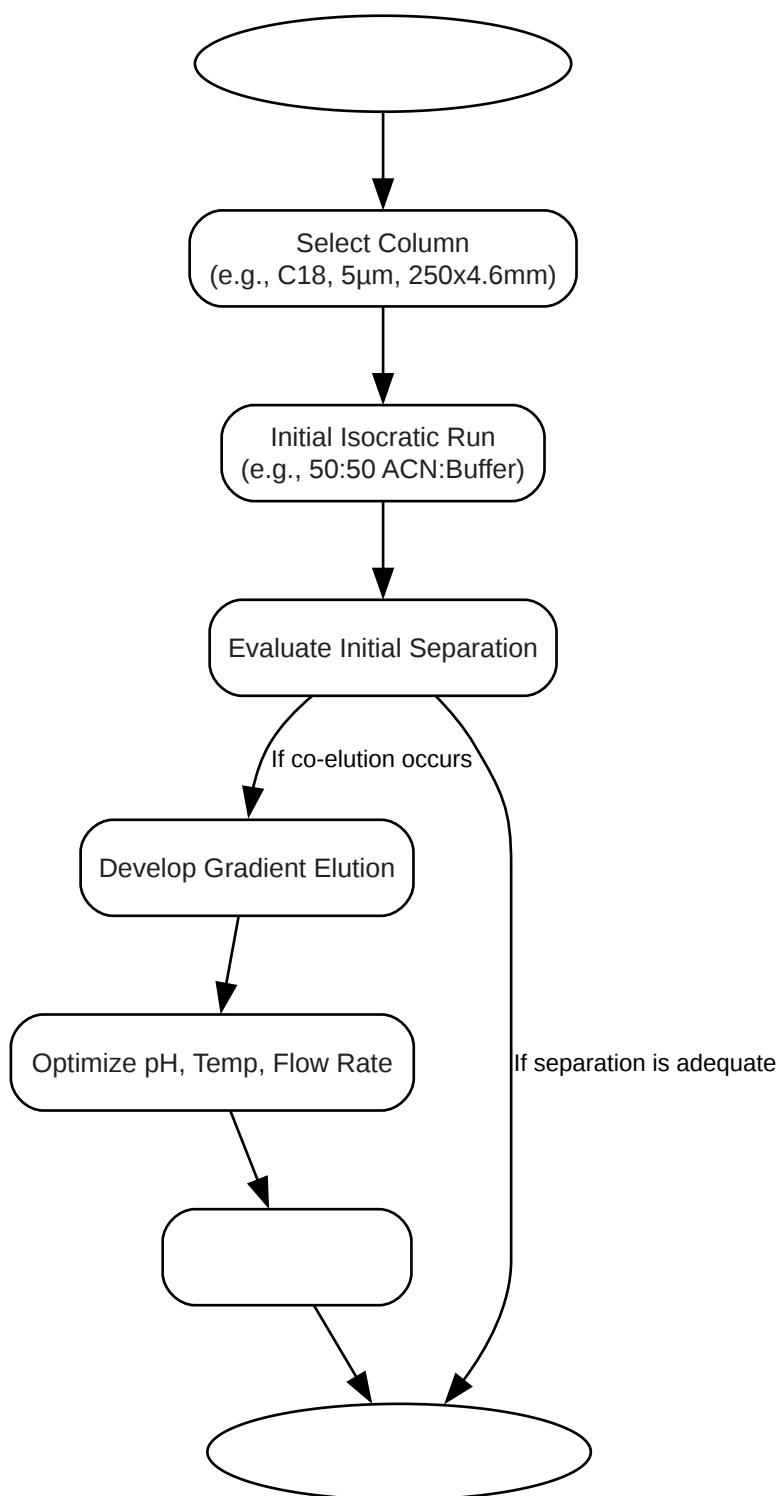 Select Column
(e.g., C18, 5µm, 250x4.6mm)
Initial Isocratic Run
(e.g., 50:50 ACN:Buffer)
Evaluate Initial Separation
If co-elution occurs
Develop Gradient Elution
Optimize pH, Temp, Flow Rate
If separation is adequate